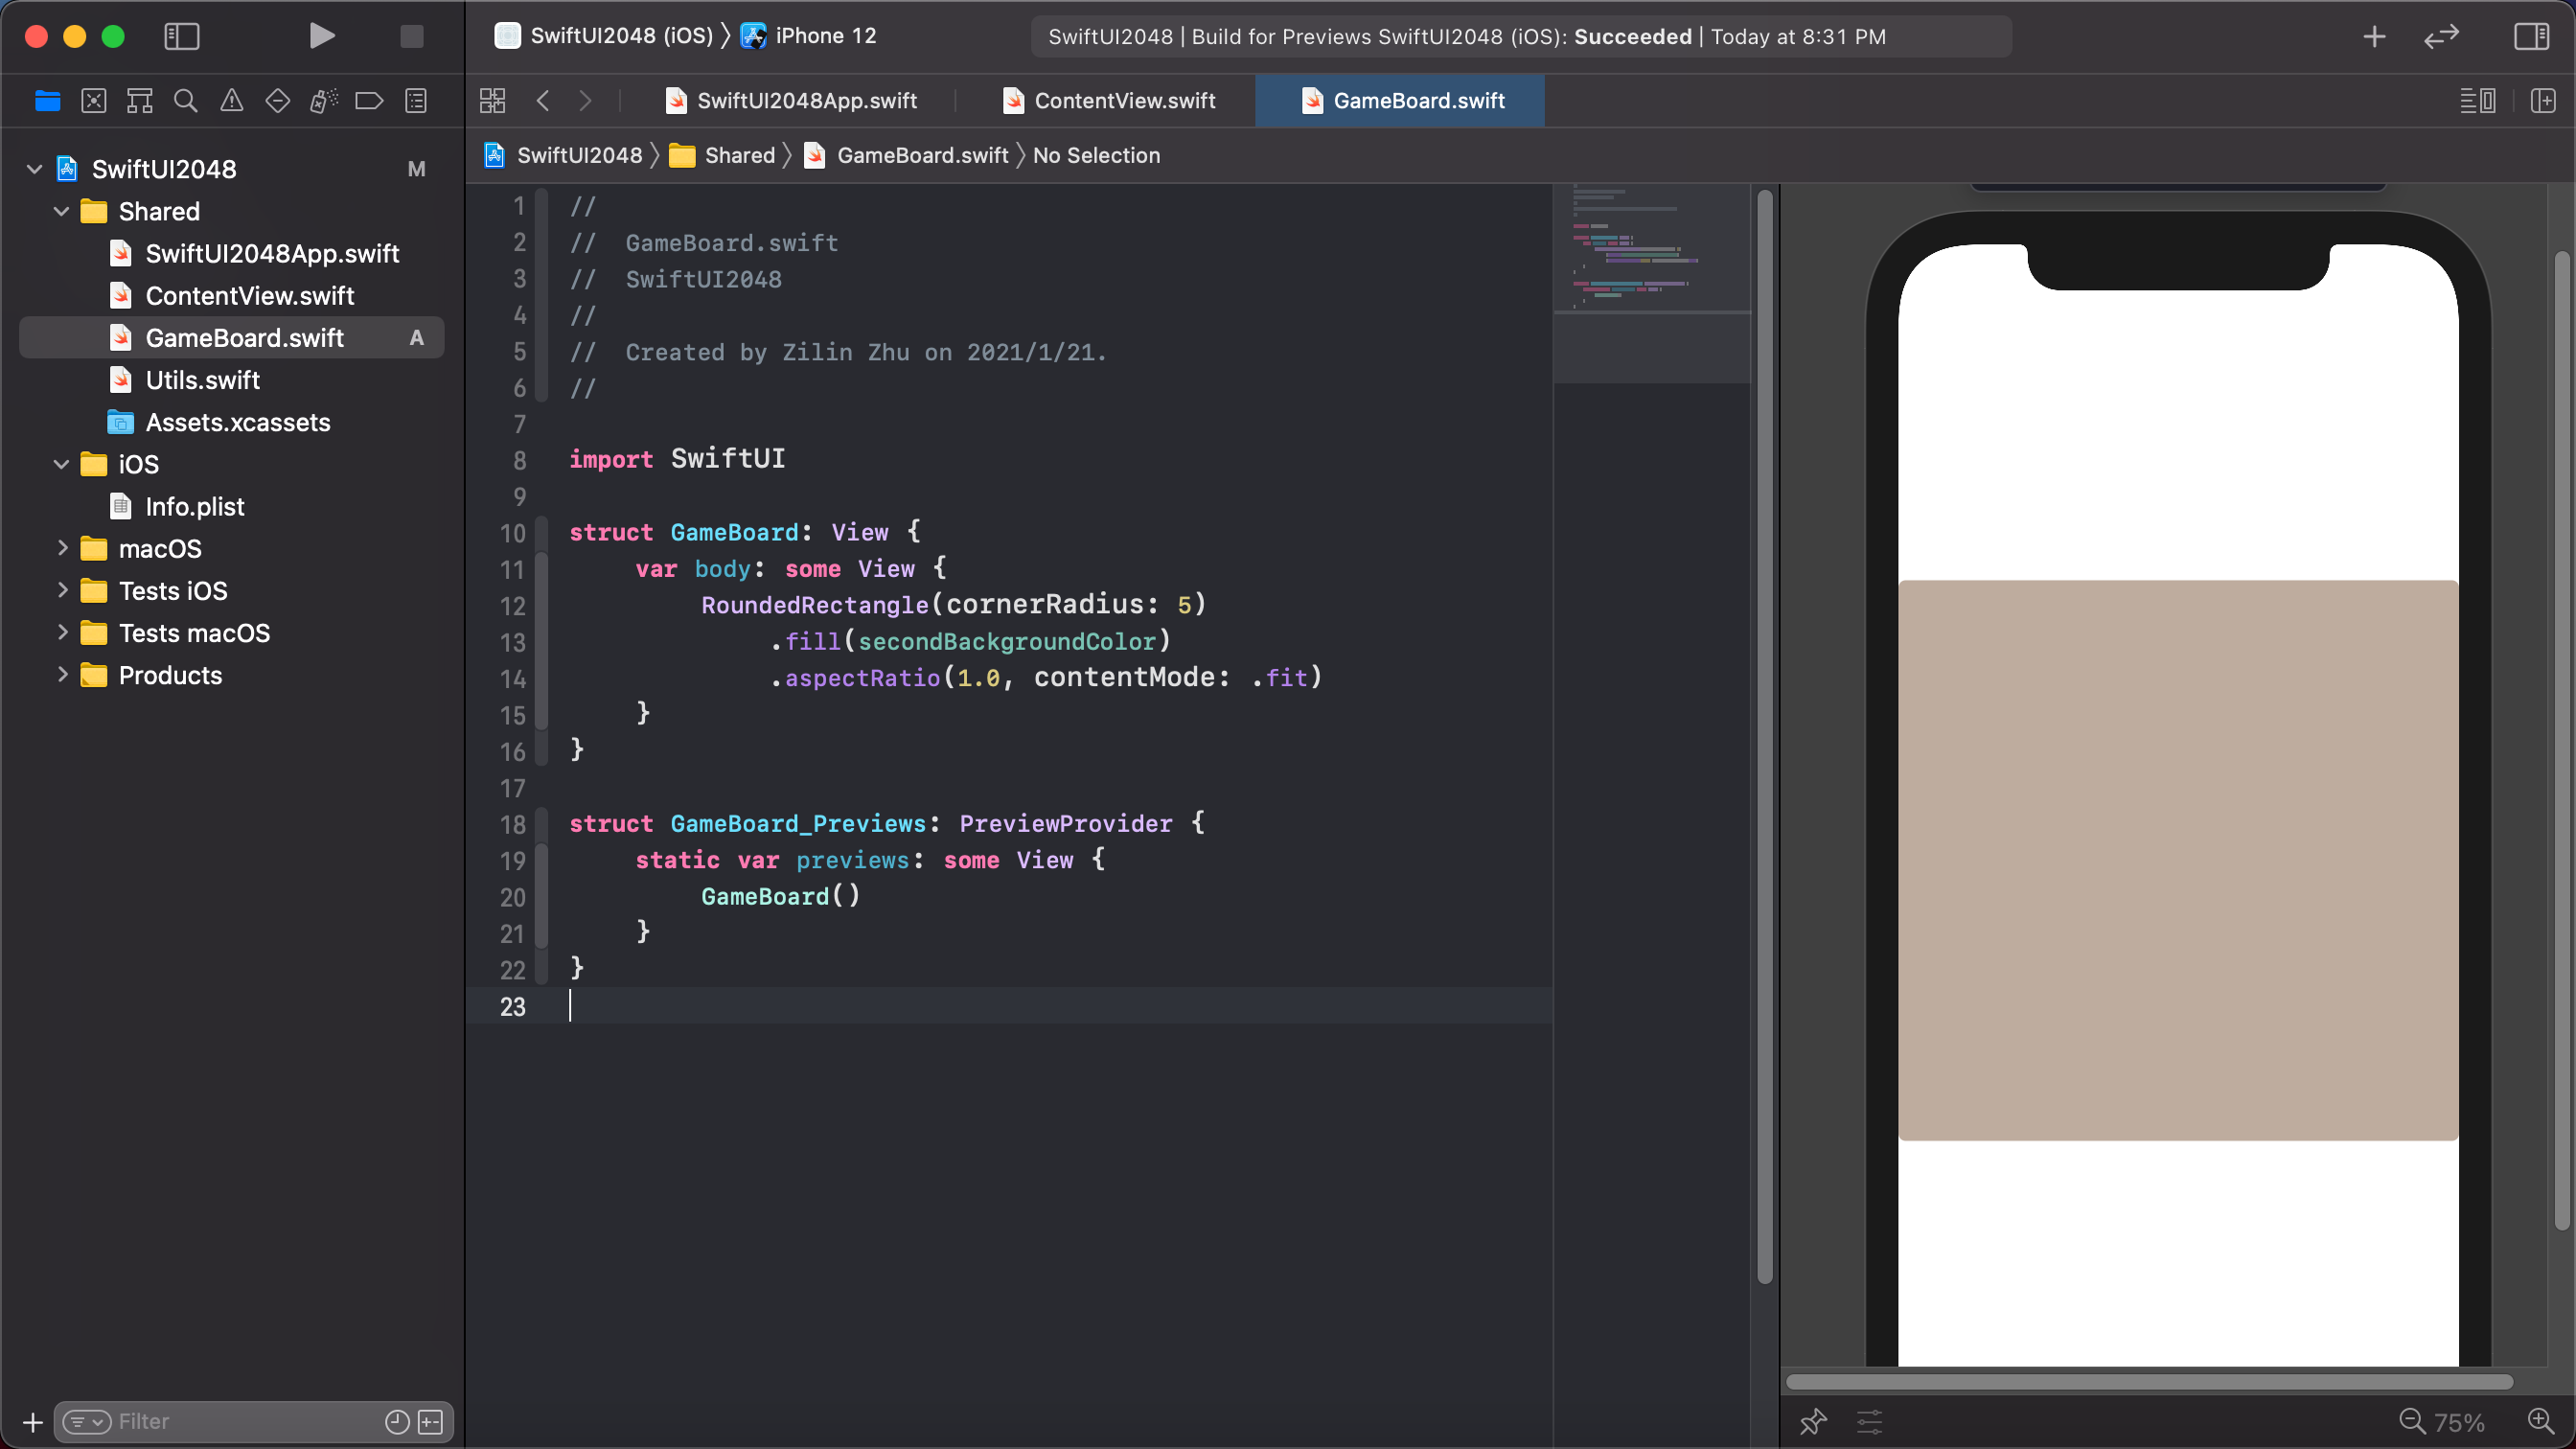 SwiftUI2048 (iOS) 〉 iPhone 12
SwiftUI2048 | Build for Previews SwiftUI2048 (iOS): Succeeded | Today at 8:31 PM
SwiftUI2048App.swift
ContentView.swift
GameBoard.swift
SwiftUI2048 〉 Shared 〉 GameBoard.swift 〉 No Selection
SwiftUI2048 M
Shared
SwiftUI2048App.swift
ContentView.swift
GameBoard.swift A
Utils.swift
Assets.xcassets
iOS
Info.plist
macOS
Tests iOS
Tests macOS
Products
Filter
1 //
2 //  GameBoard.swift
3 //  SwiftUI2048
4 //
5 //  Created by Zilin Zhu on 2021/1/21.
6 //
7
8 import SwiftUI
9
10 struct GameBoard: View {
11     var body: some View {
12         RoundedRectangle(cornerRadius: 5)
13             .fill(secondBackgroundColor)
14             .aspectRatio(1.0, contentMode: .fit)
15     }
16 }
17
18 struct GameBoard_Previews: PreviewProvider {
19     static var previews: some View {
20         GameBoard()
21     }
22 }
23
75%